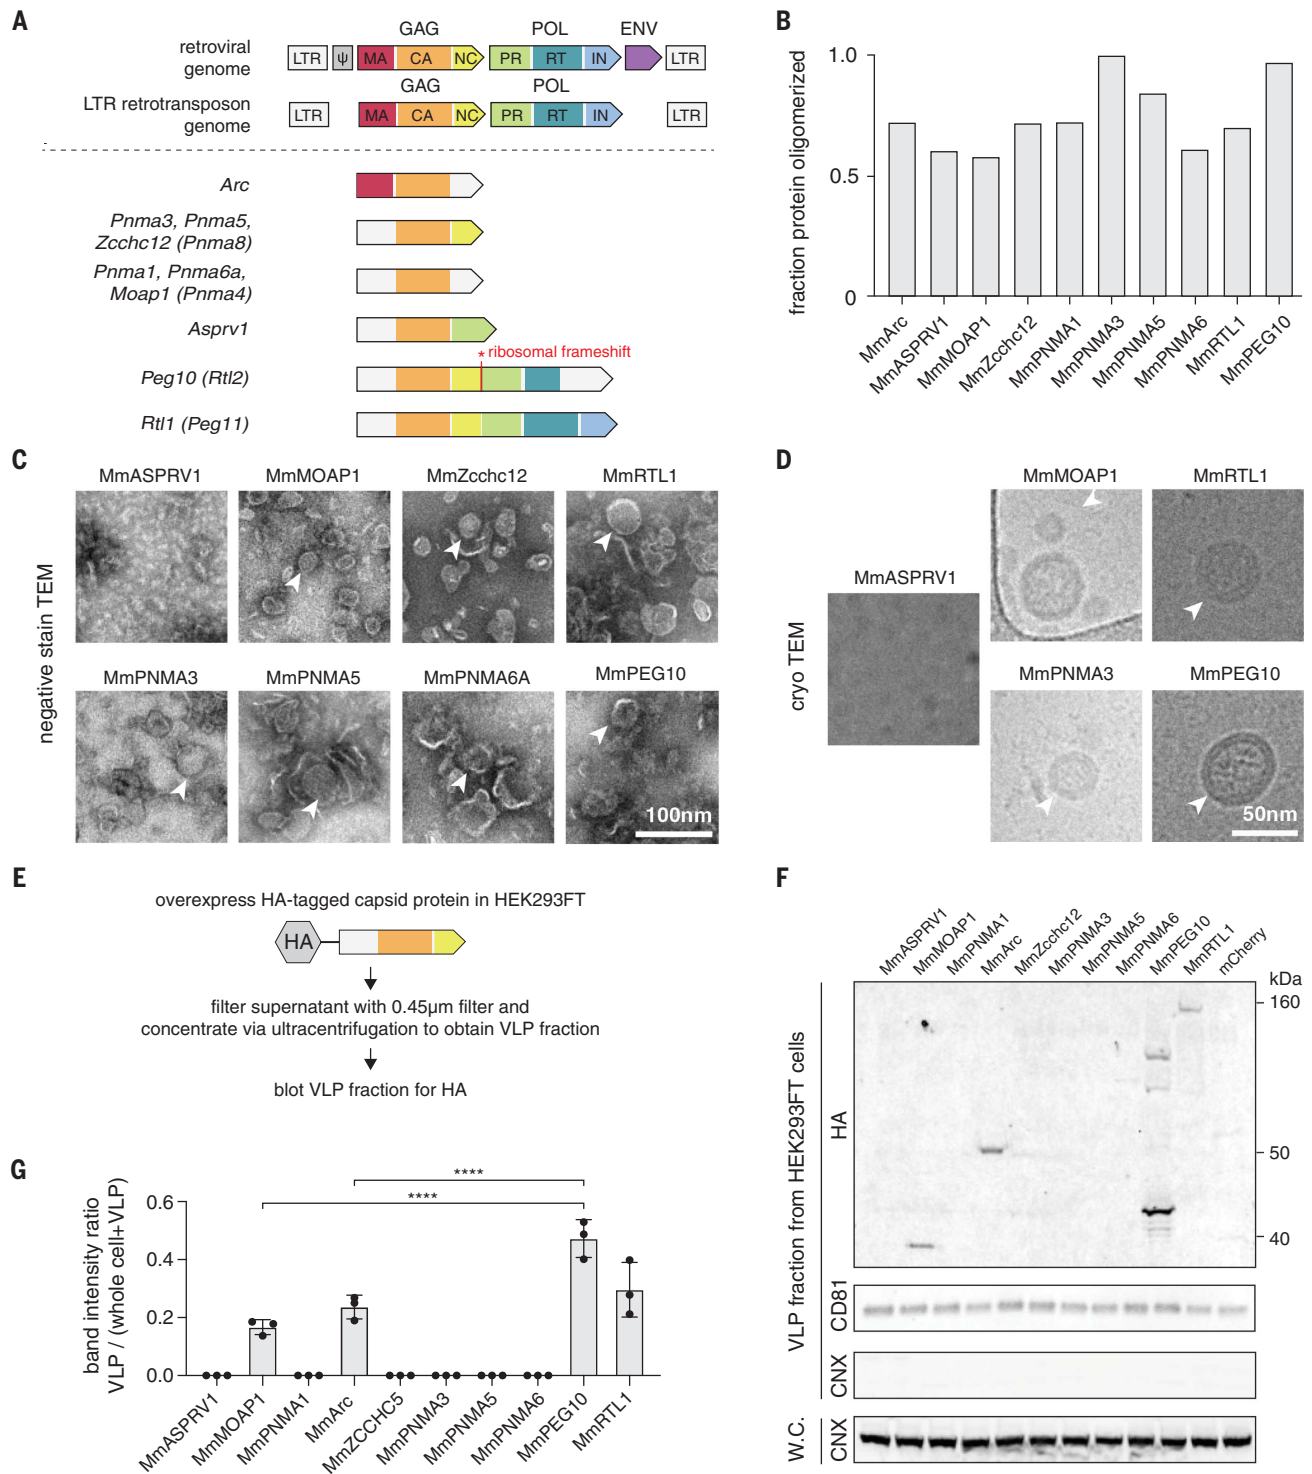 A
GAG
POL
ENV
retroviral
genome
LTR
ψ
MA
CA
NC
PR
RT
IN
LTR
GAG
POL
LTR retrotransposon
genome
LTR
MA
CA
NC
PR
RT
IN
LTR
Arc
Pnma3, Pnma5,
Zcchc12 (Pnma8)
Pnma1, Pnma6a,
Moap1 (Pnma4)
Asprv1
* ribosomal frameshift
Peg10 (Rtl2)
Rtl1 (Peg11)
B
fraction protein oligomerized
1.0
0.5
0
MmArc
MmASPRV1
MmMOAP1
MmZcchc12
MmPNMA1
MmPNMA3
MmPNMA5
MmPNMA6
MmRTL1
MmPEG10
C
negative stain TEM
MmASPRV1
MmMOAP1
MmZcchc12
MmRTL1
MmPNMA3
MmPNMA5
MmPNMA6A
MmPEG10
100nm
D
cryo TEM
MmASPRV1
MmMOAP1
MmRTL1
MmPNMA3
MmPEG10
50nm
E
overexpress HA-tagged capsid protein in HEK293FT
HA
filter supernatant with 0.45µm filter and
concentrate via ultracentrifugation to obtain VLP fraction
blot VLP fraction for HA
F
MmASPRV1
MmMOAP1
MmPNMA1
MmArc
MmZcchc12
MmPNMA3
MmPNMA5
MmPNMA6
MmPEG10
MmRTL1
mCherry
kDa
160
50
40
VLP fraction from HEK293FT cells
HA
CD81
CNX
W.C.
CNX
G
band intensity ratio
VLP / (whole cell+VLP)
****
****
0.6
0.4
0.2
0.0
MmASPRV1
MmMOAP1
MmPNMA1
MmArc
MmZCCHC5
MmPNMA3
MmPNMA5
MmPNMA6
MmPEG10
MmRTL1